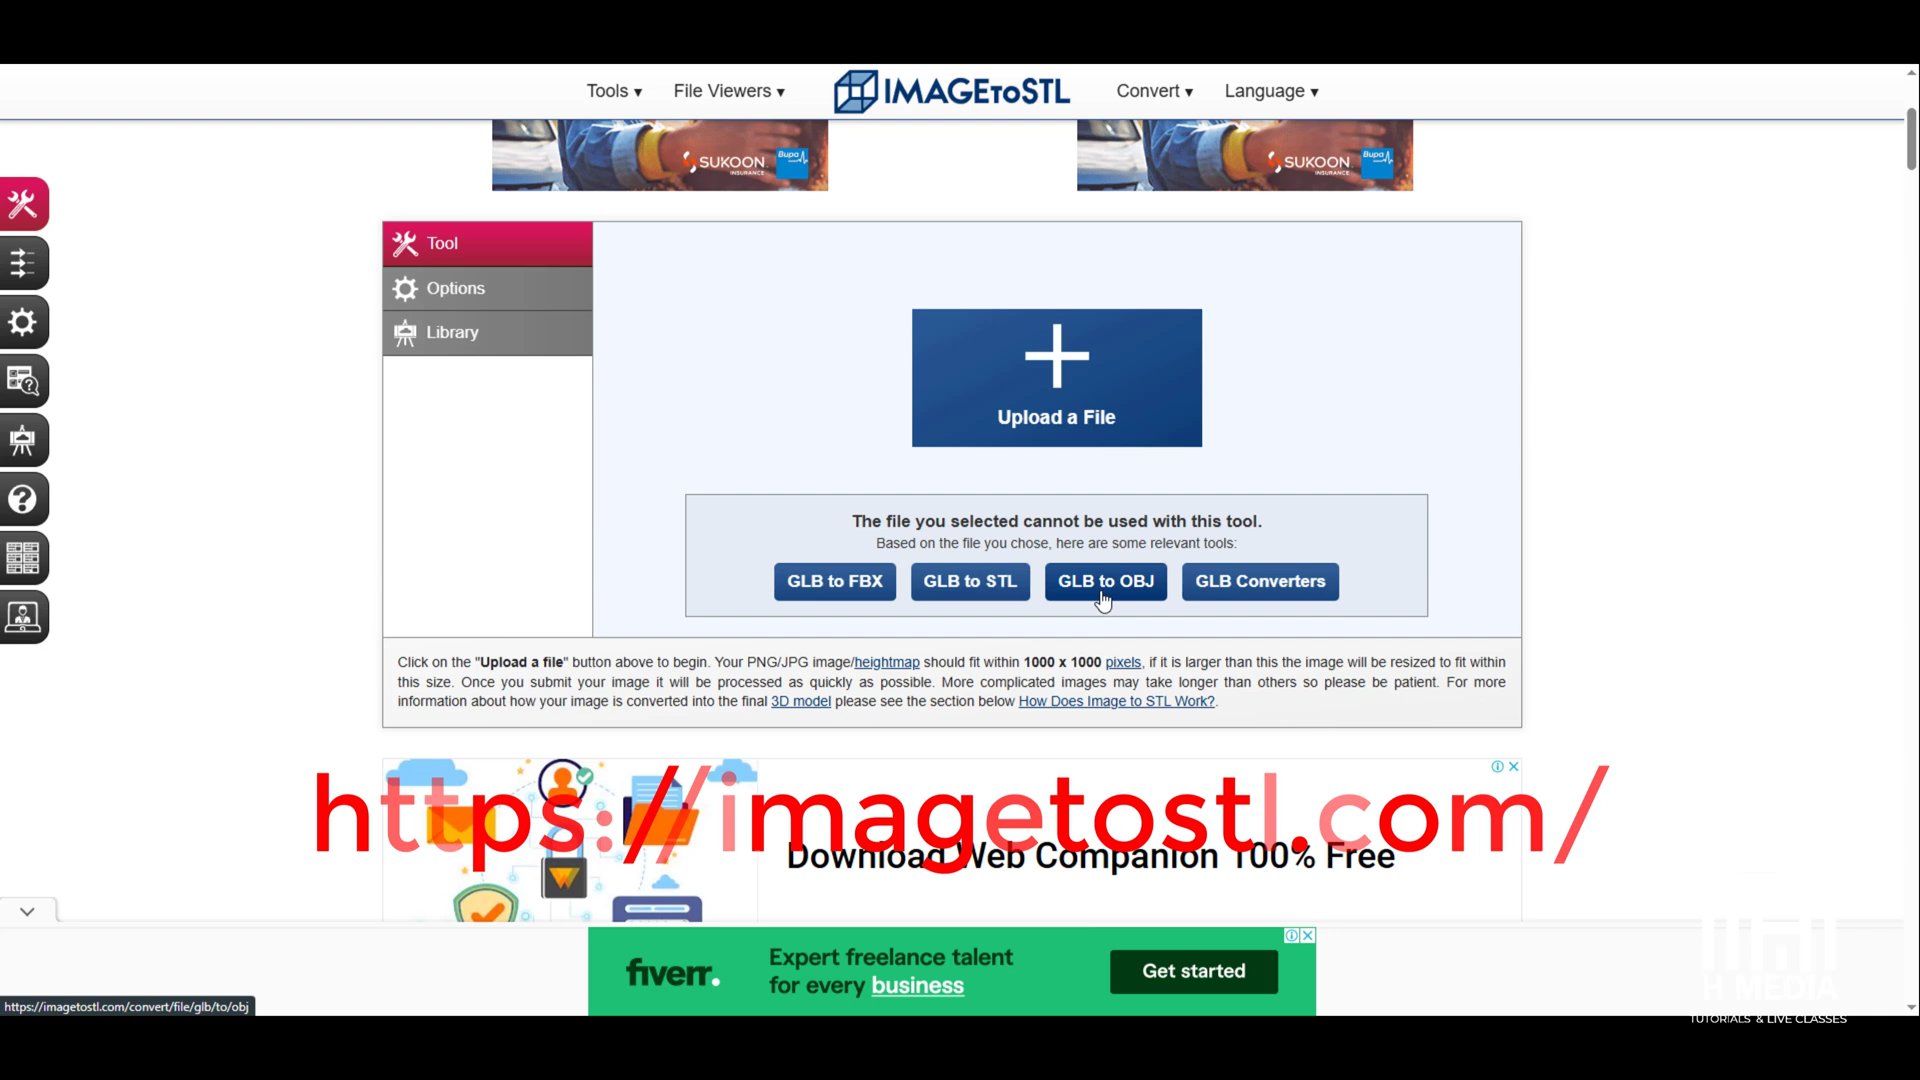 Tools ▾ File Viewers ▾ IMAGEtoSTL Convert ▾ Language ▾
SUKOON INSURANCE Bupa
SUKOON INSURANCE Bupa
Tool
Options
Library
Upload a File
The file you selected cannot be used with this tool.
Based on the file you chose, here are some relevant tools:
GLB to FBX GLB to STL GLB to OBJ GLB Converters
Click on the "Upload a file" button above to begin. Your PNG/JPG image/heightmap should fit within 1000 x 1000 pixels, if it is larger than this the image will be resized to fit within
this size. Once you submit your image it will be processed as quickly as possible. More complicated images may take longer than others so please be patient. For more
information about how your image is converted into the final 3D model please see the section below How Does Image to STL Work?.
https://imagetostl.com/
Download Web Companion 100% Free
fiverr.
Expert freelance talent
for every business
Get started
https://imagetostl.com/convert/file/glb/to/obj
H MEDIA
TUTORIALS & LIVE CLASSES